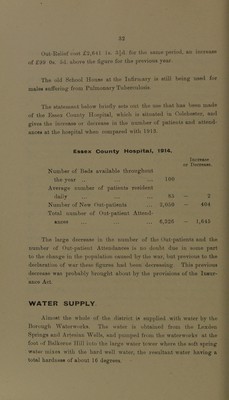 42
Out-Relief cost £2,841 1s. 5½d. for the same period, an increase
of £98 9s. 5d. above the figure for the previous year.
The old School House at the Infirmary is still being used for
males suffering from Pulmonary Tuberculosis.
The statement below briefly sets out the use that has been made
of the Essex County Hospital, which is situated in Colchester, and
gives the increase or decrease in the number of patients and attend-
ances at the hospital when compared with 1913.
Essex County Hospital, 1914.
Increase
or Decrease.
Number of Beds available throughout
the year ... 100
Average number of patients resident
daily ... — 2
Number of New Out-patients ... 2,959 — 404
Total number of Out-patient Attend-
ances ... 6,328 — 1,845
The large decrease in the number of the Out-patients and the
number of Out-patient Attendances is no doubt due in some part
to the change in the population caused by the war, but previous to the
declaration of war these figures had been decreasing. This previous
decrease was probably brought about by the provisions of the Insur-
ance Act.
WATER SUPPLY.
Almost the whole of the district is supplied with water by the
Borough Waterworks. The water is obtained from the Lexden
Springs and Artesian Wells, and pumped from the waterworks at the
foot of Balkerne Hill into the large water tower where the soft spring
water mixes with the hard well water, the resultant water having a
total hardness of about 16 degrees.